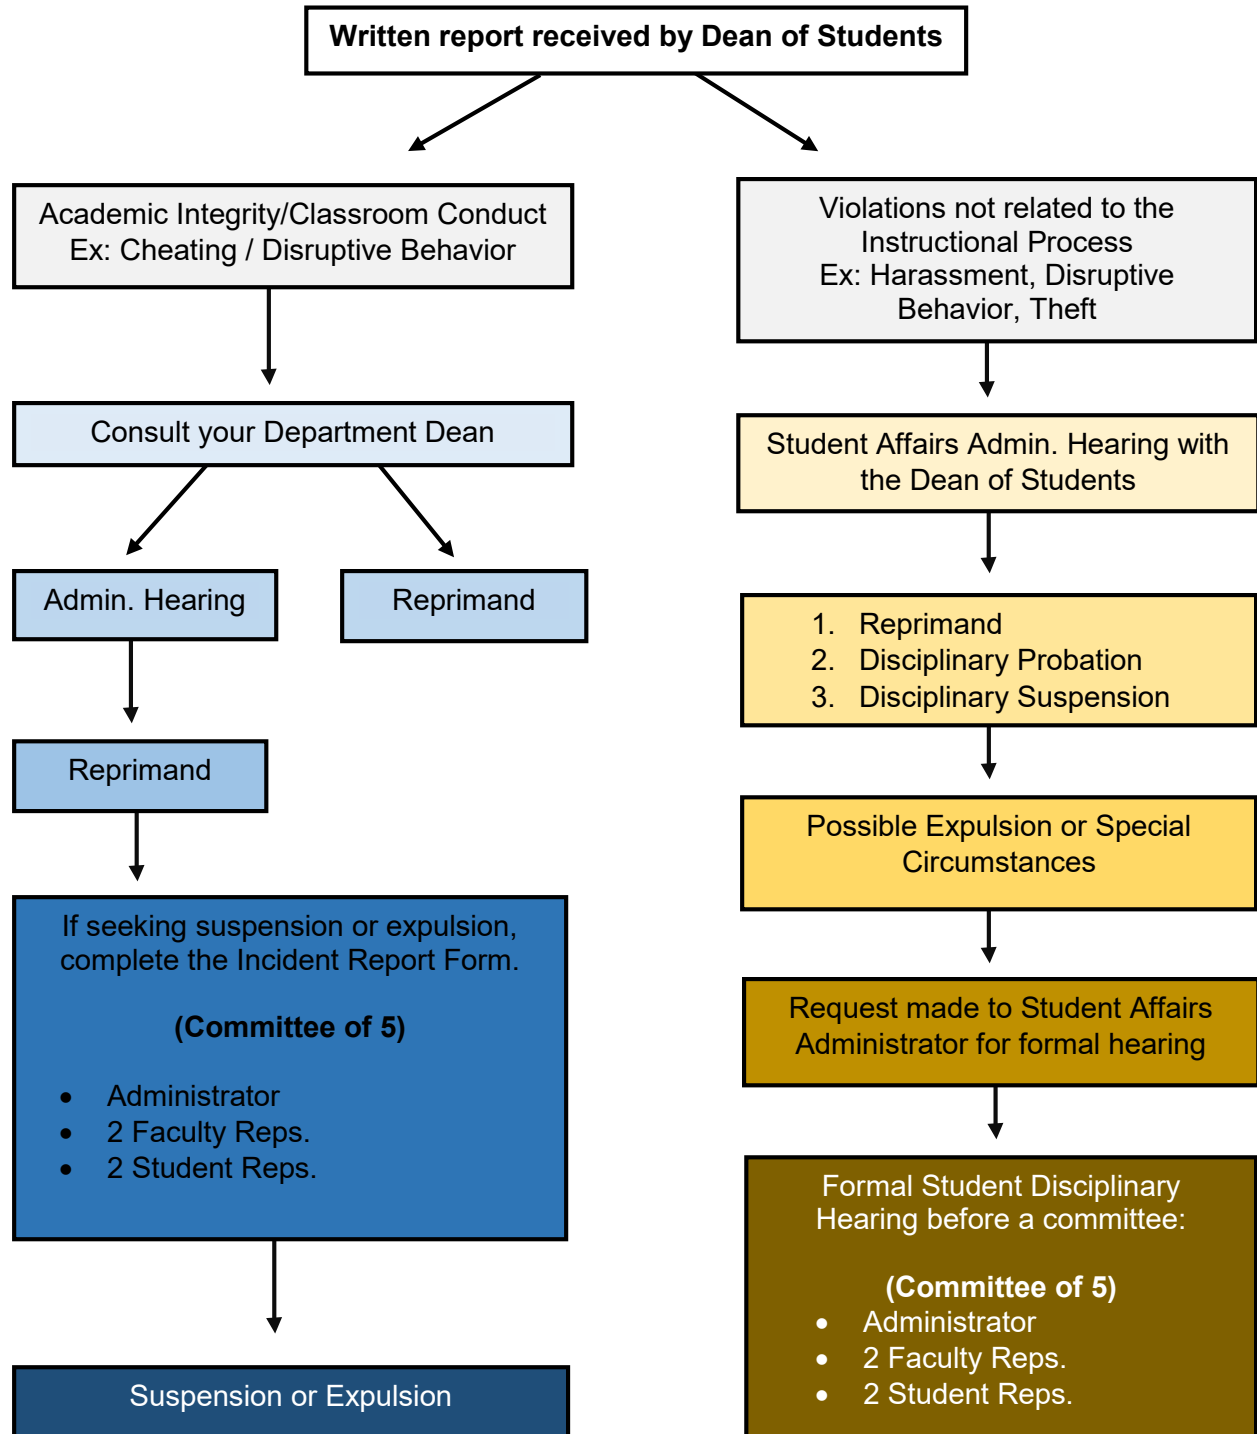 Written report received by Dean of Students
Academic Integrity/Classroom Conduct
Ex: Cheating / Disruptive Behavior
Consult your Department Dean
Admin. Hearing
Reprimand
Reprimand
If seeking suspension or expulsion,
complete the Incident Report Form.
(Committee of 5)
• Administrator
• 2 Faculty Reps.
• 2 Student Reps.
Suspension or Expulsion
Violations not related to the
Instructional Process
Ex: Harassment, Disruptive
Behavior, Theft
Student Affairs Admin. Hearing with
the Dean of Students
1. Reprimand
2. Disciplinary Probation
3. Disciplinary Suspension
Possible Expulsion or Special
Circumstances
Request made to Student Affairs
Administrator for formal hearing
Formal Student Disciplinary
Hearing before a committee:
(Committee of 5)
• Administrator
• 2 Faculty Reps.
• 2 Student Reps.